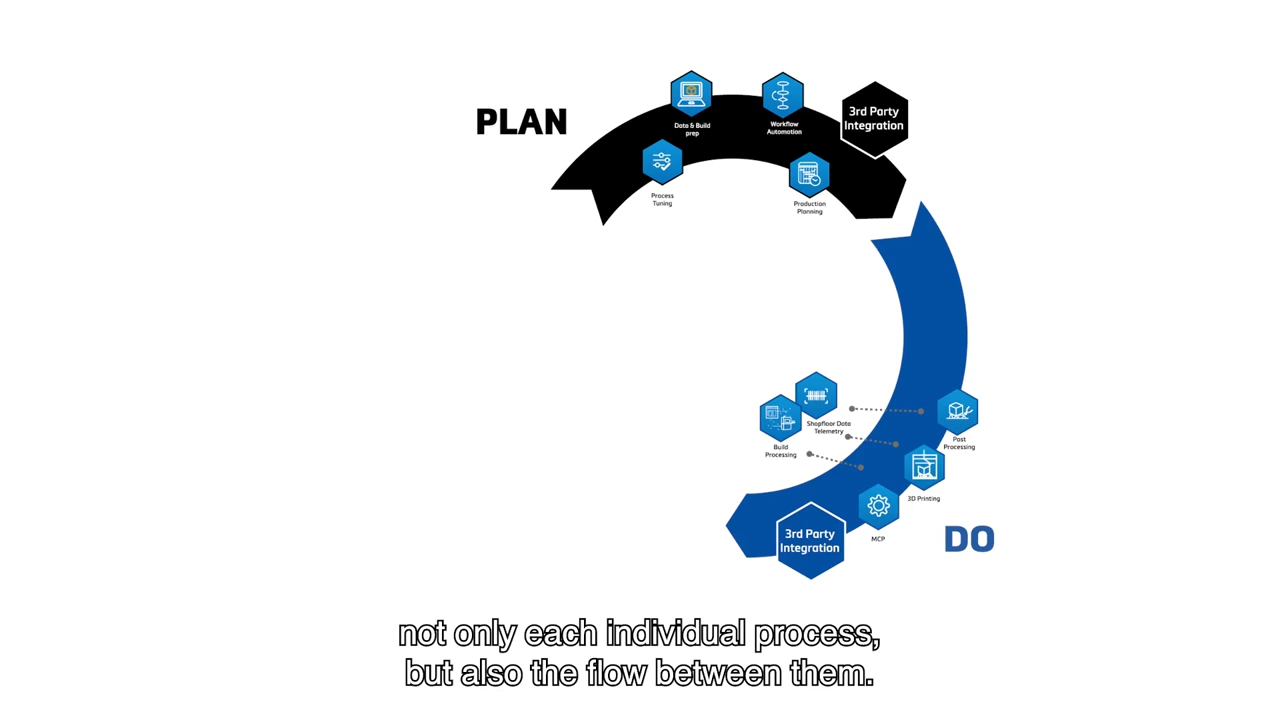 PLAN
Data & Build
prep
Workflow
Automation
3rd Party
Integration
Process
Tuning
Production
Planning
Shopfloor Data
Telemetry
Build
Processing
Post
Processing
3D Printing
MCP
3rd Party
Integration
DO
not only each individual process,
but also the flow between them.